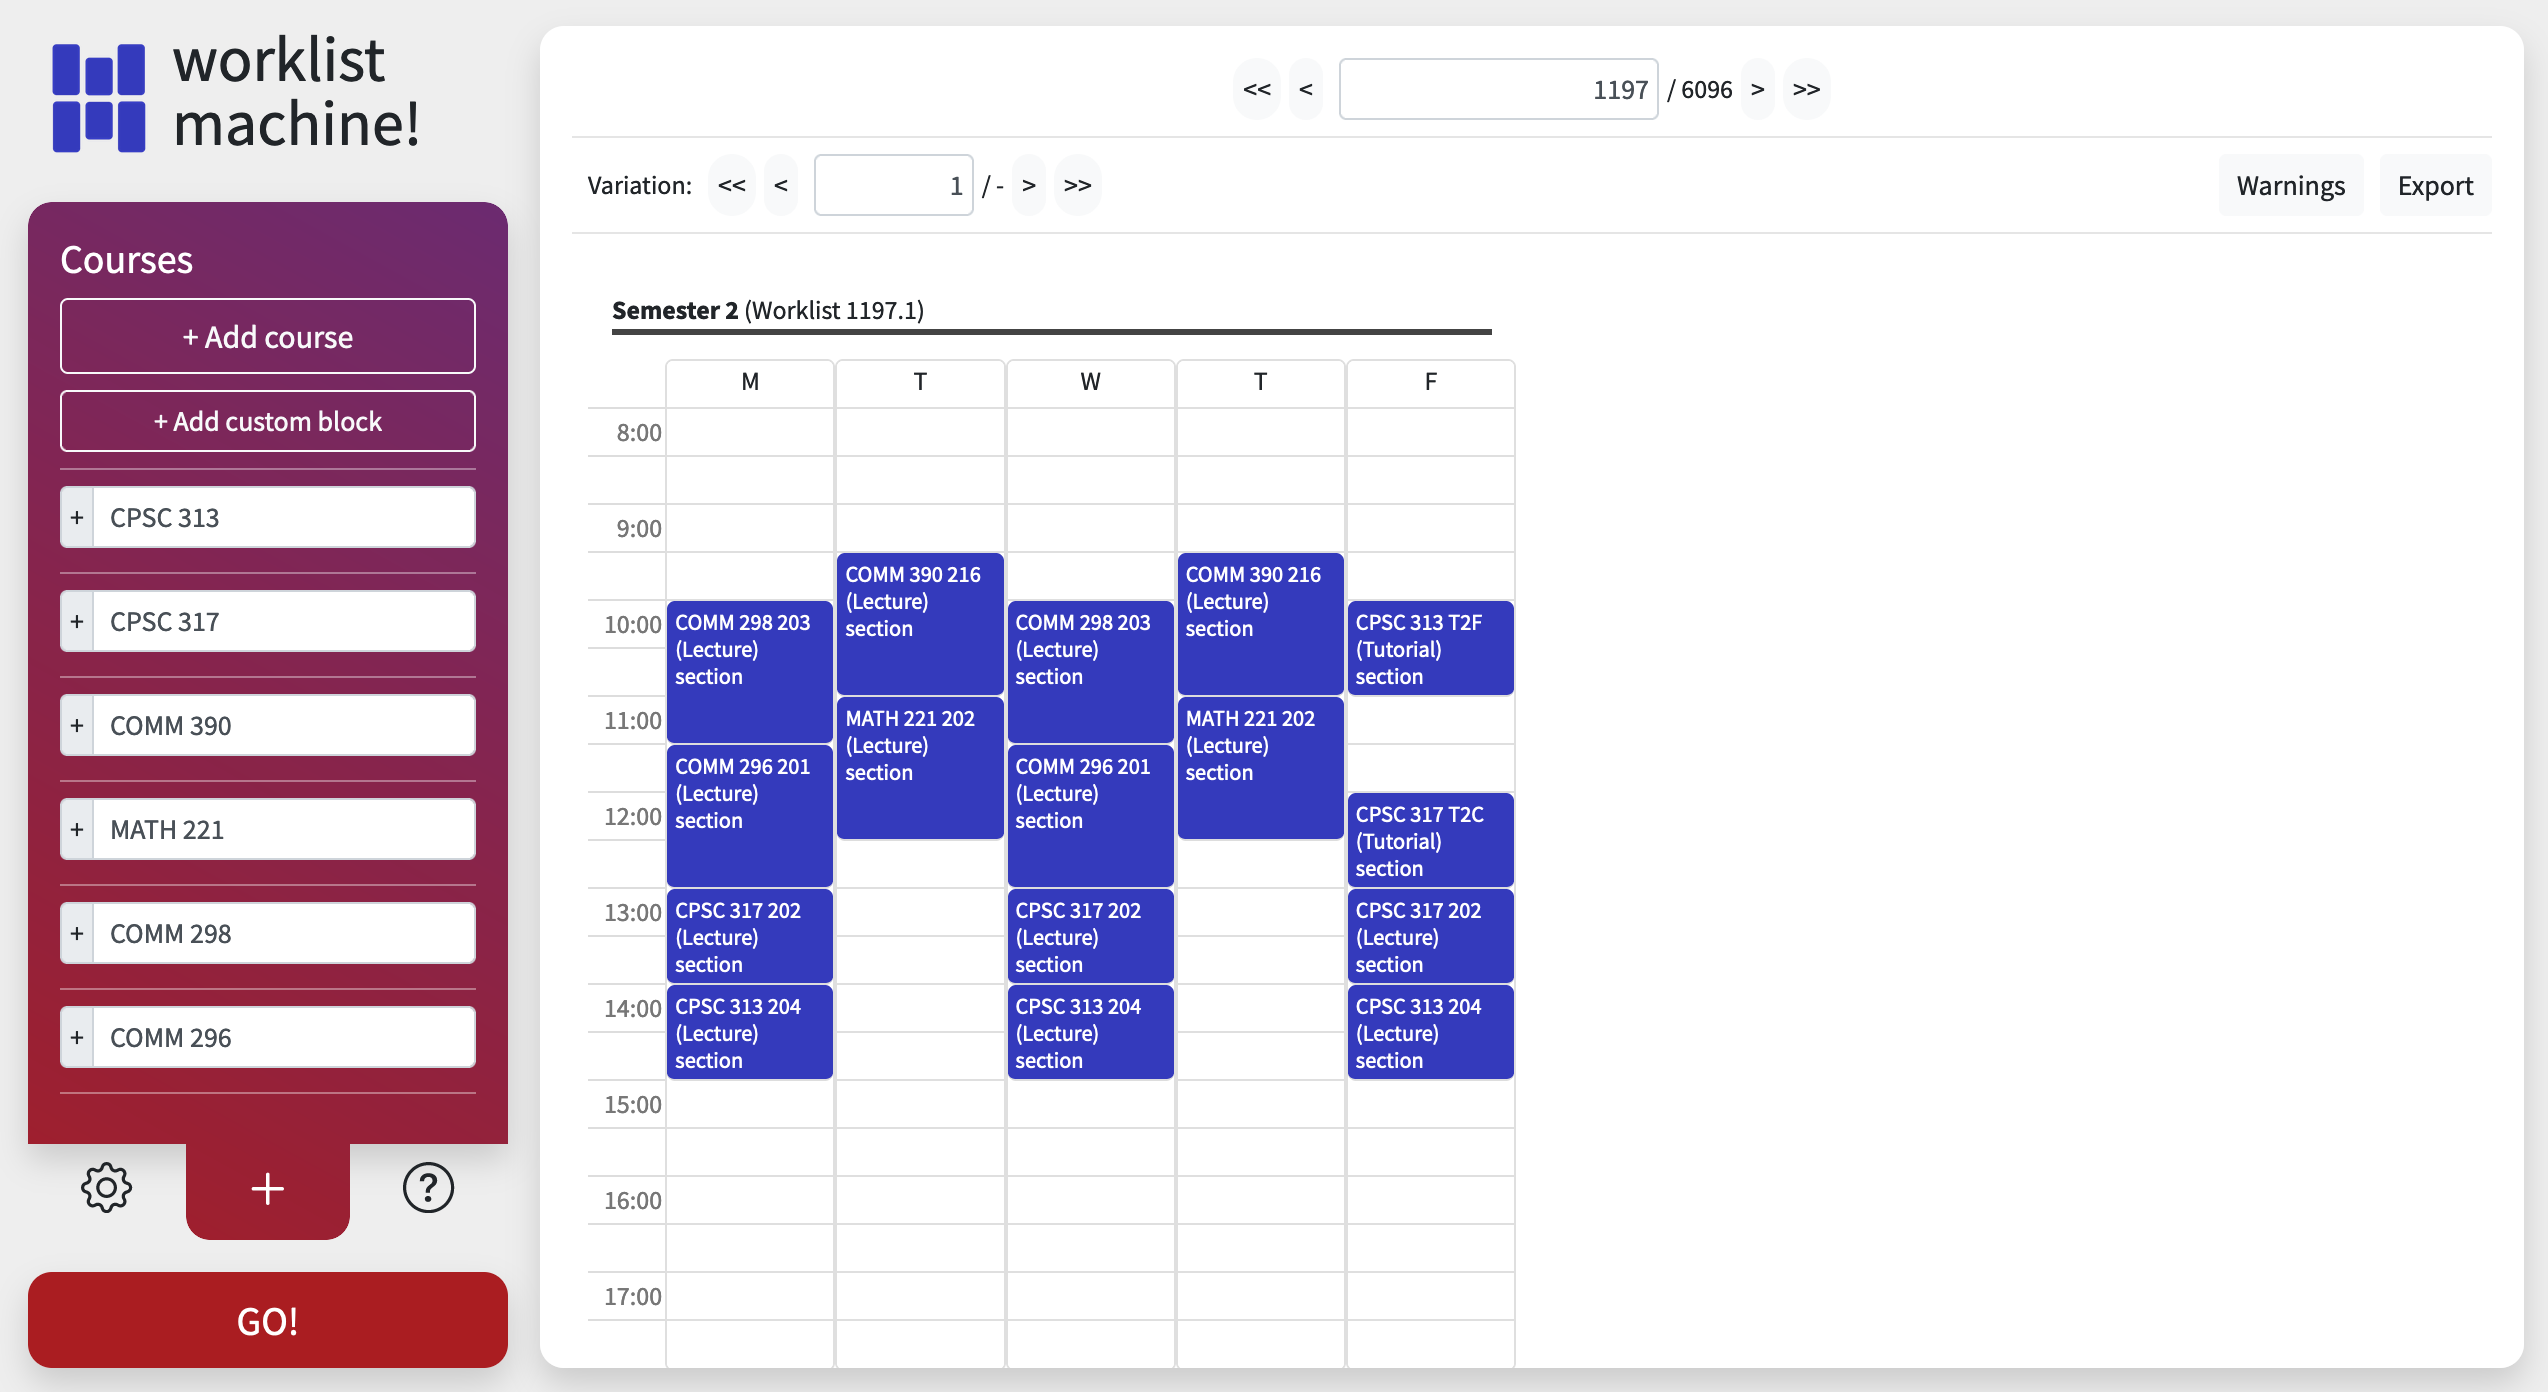 worklist
machine!
Courses
+ Add course
+ Add custom block
+ CPSC 313
+ CPSC 317
+ COMM 390
+ MATH 221
+ COMM 298
+ COMM 296
+
?
GO!
<< < 1197 / 6096 > >>
Variation: << < 1 / - > >>
Warnings
Export
Semester 2 (Worklist 1197.1)
M T W T F
8:00
9:00
10:00
11:00
12:00
13:00
14:00
15:00
16:00
17:00
COMM 298 203
(Lecture)
section
COMM 296 201
(Lecture)
section
CPSC 317 202
(Lecture)
section
CPSC 313 204
(Lecture)
section
COMM 390 216
(Lecture)
section
MATH 221 202
(Lecture)
section
COMM 298 203
(Lecture)
section
COMM 296 201
(Lecture)
section
CPSC 317 202
(Lecture)
section
CPSC 313 204
(Lecture)
section
COMM 390 216
(Lecture)
section
MATH 221 202
(Lecture)
section
CPSC 313 T2F
(Tutorial)
section
CPSC 317 T2C
(Tutorial)
section
CPSC 317 202
(Lecture)
section
CPSC 313 204
(Lecture)
section